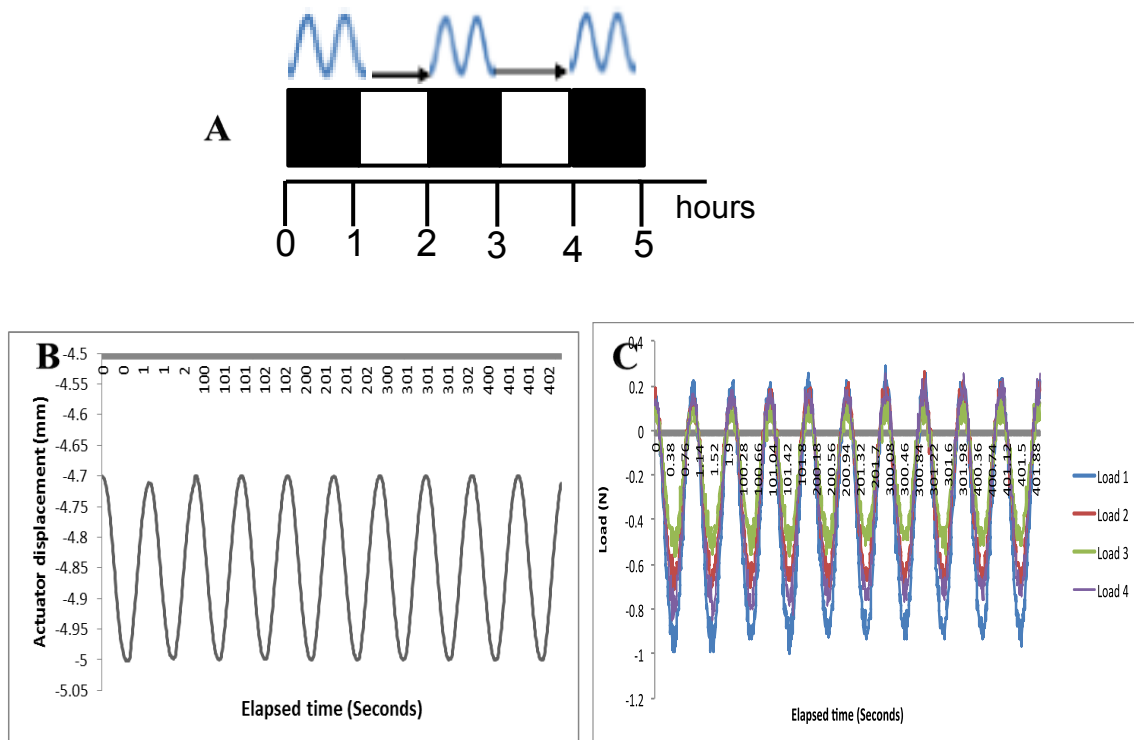 A
hours
0 1 2 3 4 5
B
-4.5
0 0 1 1 2 100 101 101 102 200 201 201 202 300 301 301 302 400 401 401 402
-4.55
-4.6
-4.65
-4.7
-4.75
-4.8
-4.85
-4.9
-4.95
-5
-5.05
Actuator displacement (mm)
Elapsed time (Seconds)
C
0.4
0.2
0
-0.2
-0.4
-0.6
-0.8
-1
-1.2
Load (N)
0 0.38 0.76 1.14 1.52 1.9 100.28 100.66 101.04 101.42 101.8 200.18 200.56 200.94 201.32 201.7 300.08 300.46 300.84 301.22 301.6 301.98 400.36 400.74 401.12 401.5 401.88
Elapsed time (Seconds)
Load 1
Load 2
Load 3
Load 4